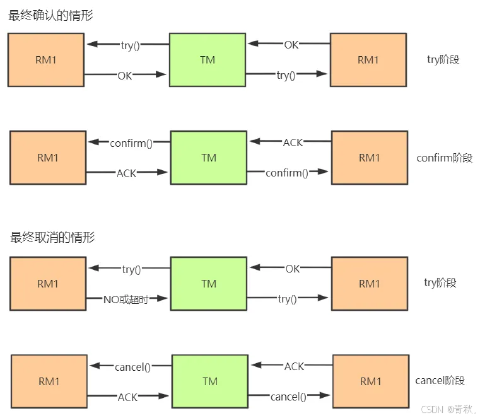 最终确认的情形
try() OK
RM1 TM RM1 try阶段
OK try()
confirm() ACK
RM1 TM RM1 confirm阶段
ACK confirm()
最终取消的情形
try() OK
RM1 TM RM1 try阶段
NO或超时 try()
cancel() ACK
RM1 TM RM1 cancel阶段
ACK cancel()
CSDN @